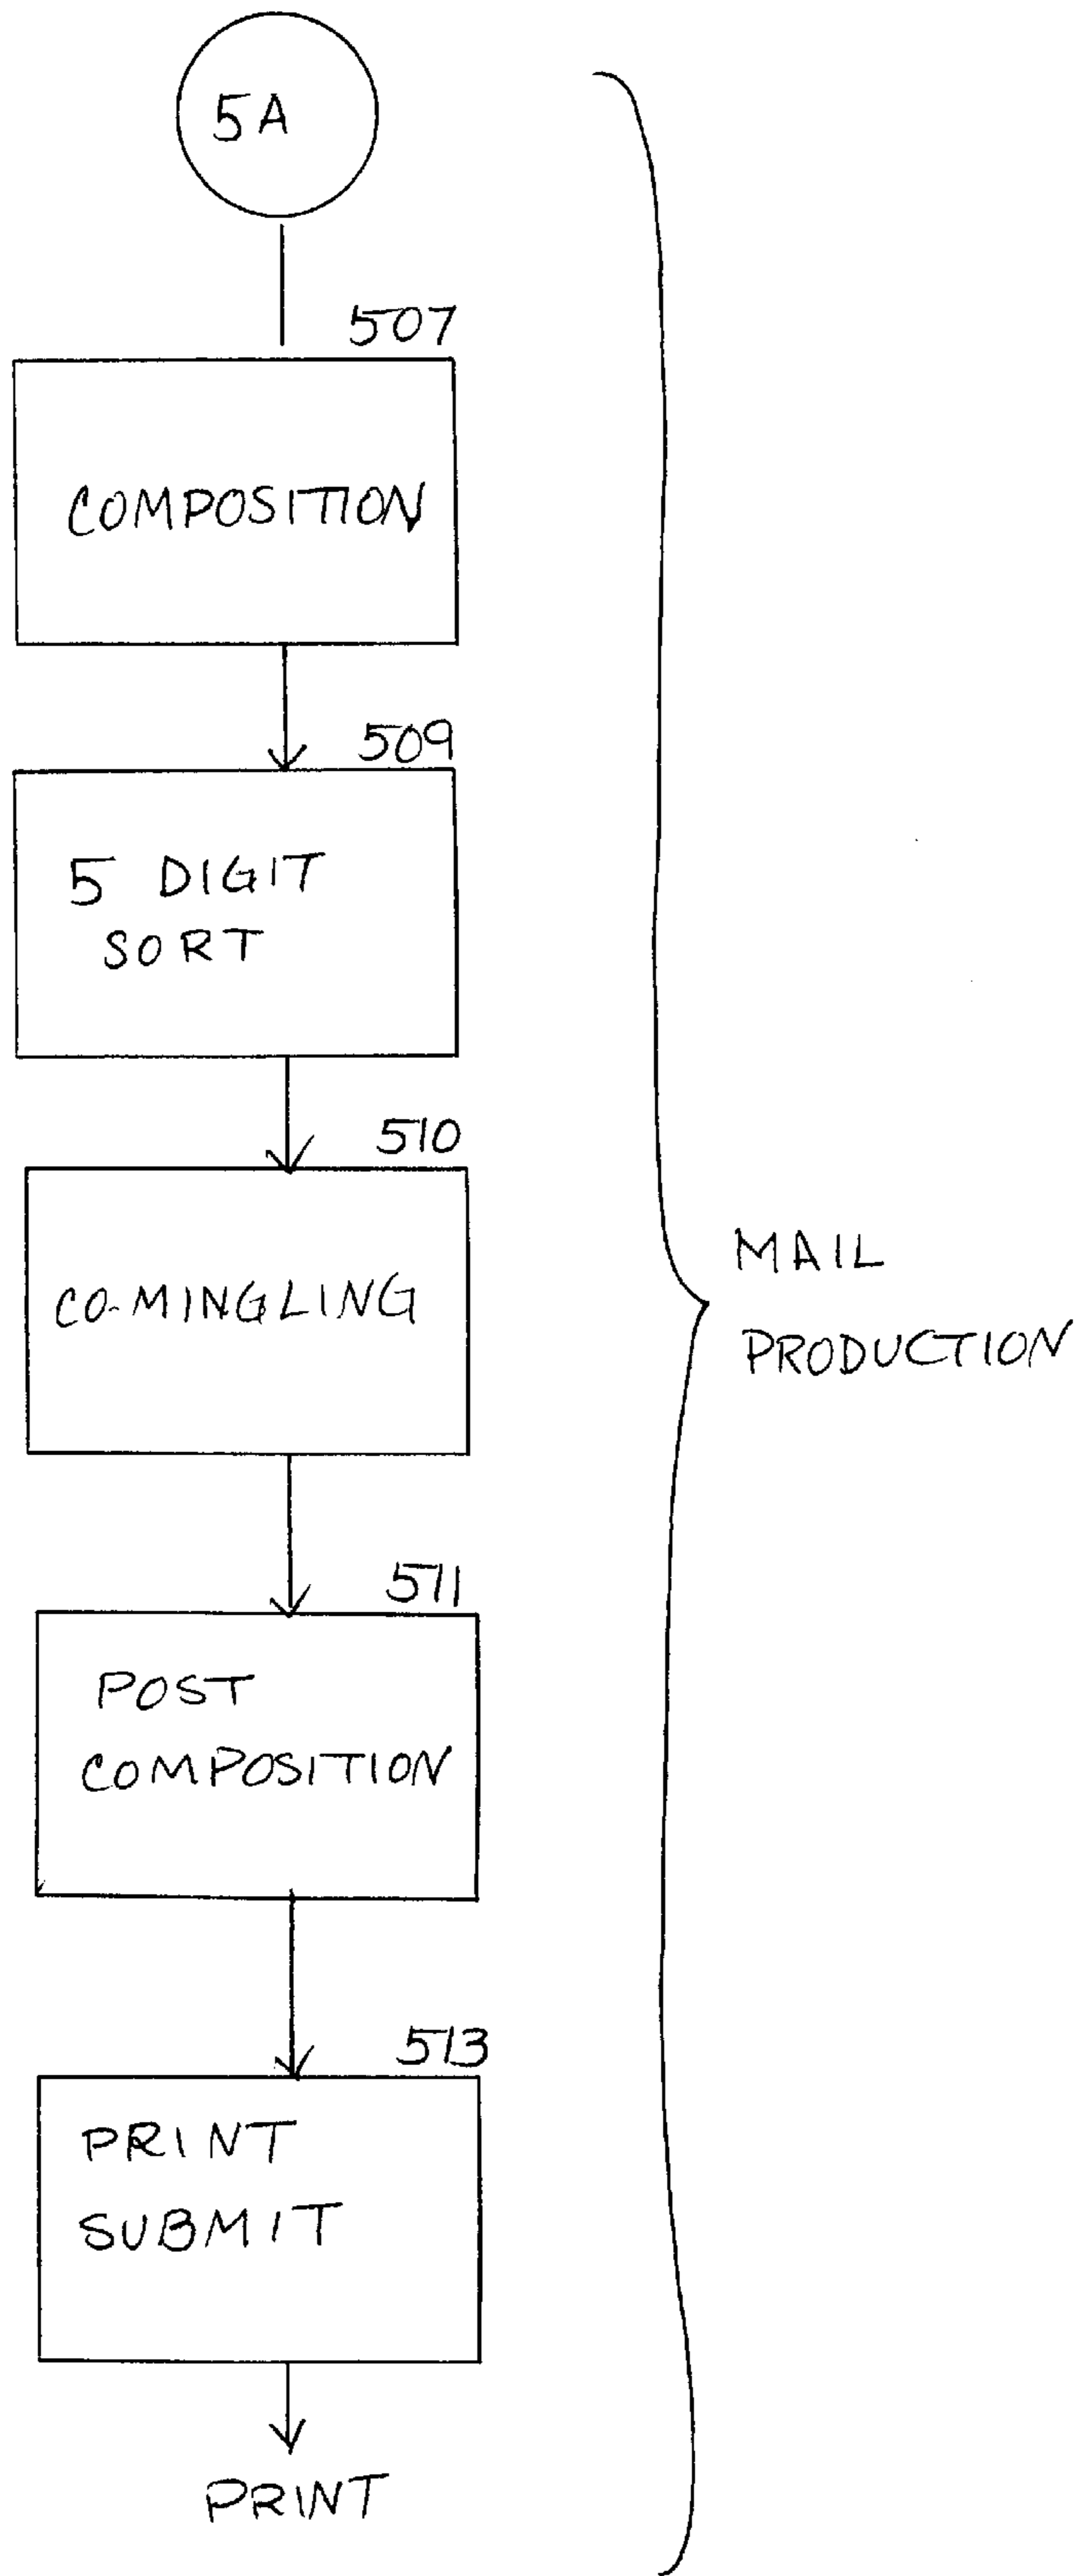 5A
507
COMPOSITION
509
5 DIGIT
SORT
510
CO-MINGLING
MAIL
PRODUCTION
511
POST
COMPOSITION
513
PRINT
SUBMIT
PRINT